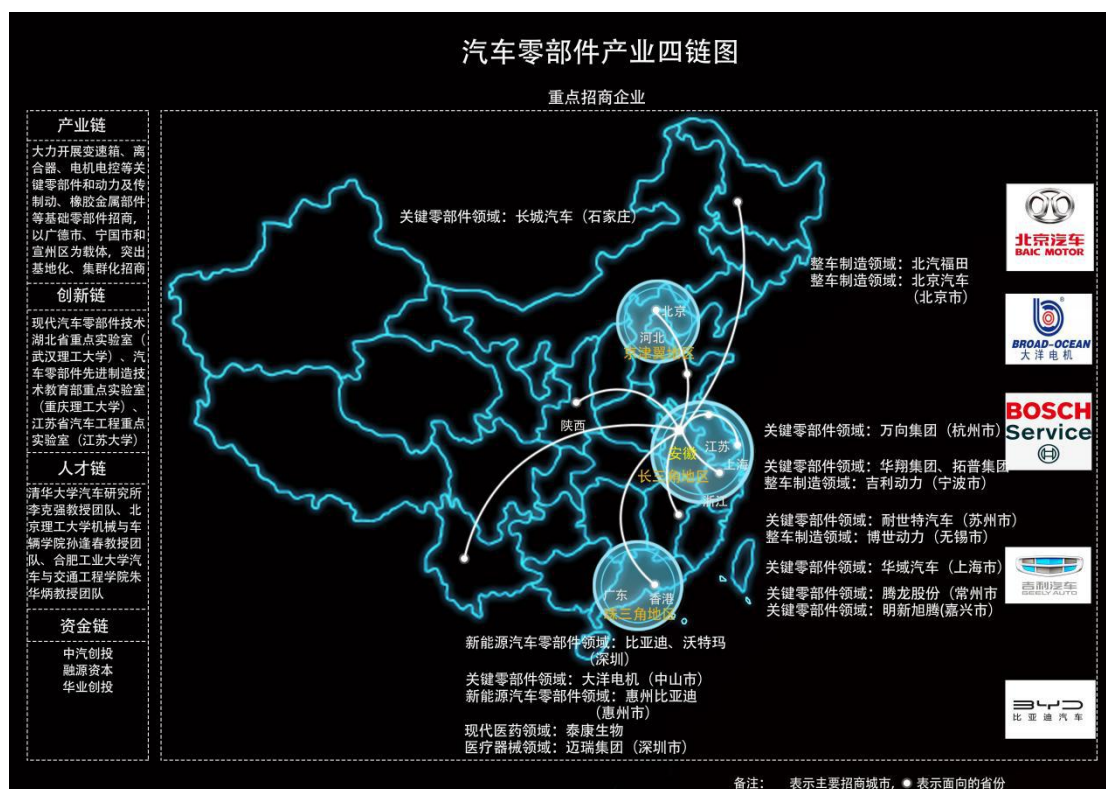 汽车零部件产业四链图
重点招商企业
产业链
大力开展变速箱、离
合器、电机电控等关
键零部件和动力及传
制动、橡胶金属部件
等基础零部件招商，
以广德市、宁国市和
宣州区为载体，突出
基地化、集群化招商
创新链
现代汽车零部件技术
湖北省重点实验室（
武汉理工大学）、汽
车零部件先进制造技
术教育部重点实验室
（重庆理工大学）、
江苏省汽车工程重点
实验室（江苏大学）
人才链
清华大学汽车研究所
李克强教授团队、北
京理工大学机械与车
辆学院孙逢春教授团
队、合肥工业大学汽
车与交通工程学院朱
华炳教授团队
资金链
中汽创投
融源资本
华业创投
关键零部件领域：长城汽车（石家庄）
整车制造领域：北汽福田
整车制造领域：北京汽车
（北京市）
北京
河北
京津翼地区
陕西
江苏
安徽
上海
长三角地区
浙江
广东
香港
珠三角地区
关键零部件领域：万向集团（杭州市）
关键零部件领域：华翔集团、拓普集团
整车制造领域：吉利动力（宁波市）
关键零部件领域：耐世特汽车（苏州市）
整车制造领域：博世动力（无锡市）
关键零部件领域：华域汽车（上海市）
关键零部件领域：腾龙股份（常州市
关键零部件领域：明新旭腾(嘉兴市）
新能源汽车零部件领域：比亚迪、沃特玛
（深圳）
关键零部件领域：大洋电机（中山市）
新能源汽车零部件领域：惠州比亚迪
（惠州市）
现代医药领域：泰康生物
医疗器械领域：迈瑞集团（深圳市）
北京汽车
BAIC MOTOR
BROAD-OCEAN
大洋电机
BOSCH
Service
吉利汽车
GEELY AUTO
BYD
比亚迪汽车
备注： 表示主要招商城市，表示面向的省份